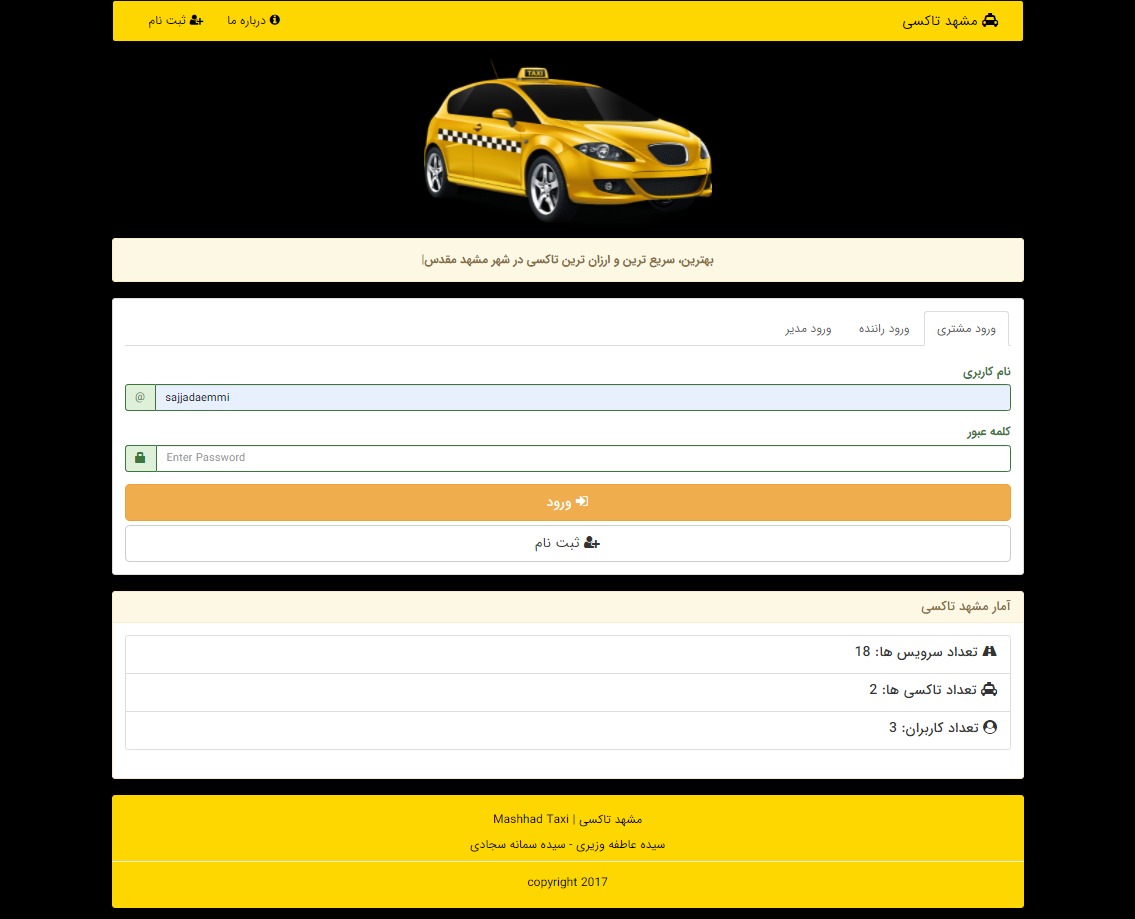 مشهد تاکسی
درباره ما
ثبت نام
TAXI
بهترین، سریع ترین و ارزان ترین تاکسی در شهر مشهد مقدس|
ورود مشتری
ورود راننده
ورود مدیر
نام کاربری
@ sajjadaemmi
کلمه عبور
Enter Password
ورود
ثبت نام
آمار مشهد تاکسی
تعداد سرویس ها: 18
تعداد تاکسی ها: 2
تعداد کاربران: 3
مشهد تاکسی | Mashhad Taxi
سیده عاطفه وزیری - سیده سمانه سجادی
copyright 2017